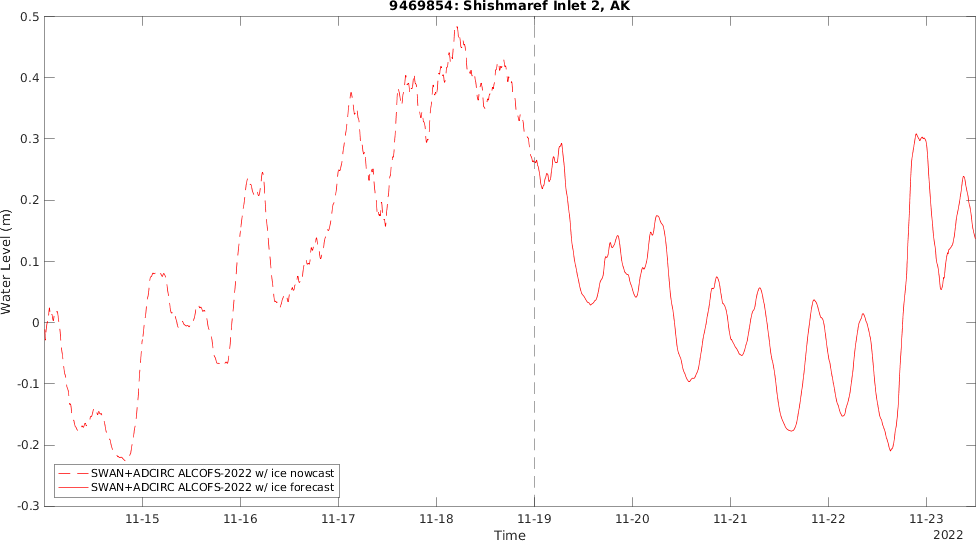 9469854: Shishmaref Inlet 2, AK
0.5
0.4
0.3
0.2
0.1
0
-0.1
-0.2
-0.3
Water Level (m)
SWAN+ADCIRC ALCOFS-2022 w/ ice nowcast
SWAN+ADCIRC ALCOFS-2022 w/ ice forecast
11-15 11-16 11-17 11-18 11-19 11-20 11-21 11-22 11-23
Time
2022